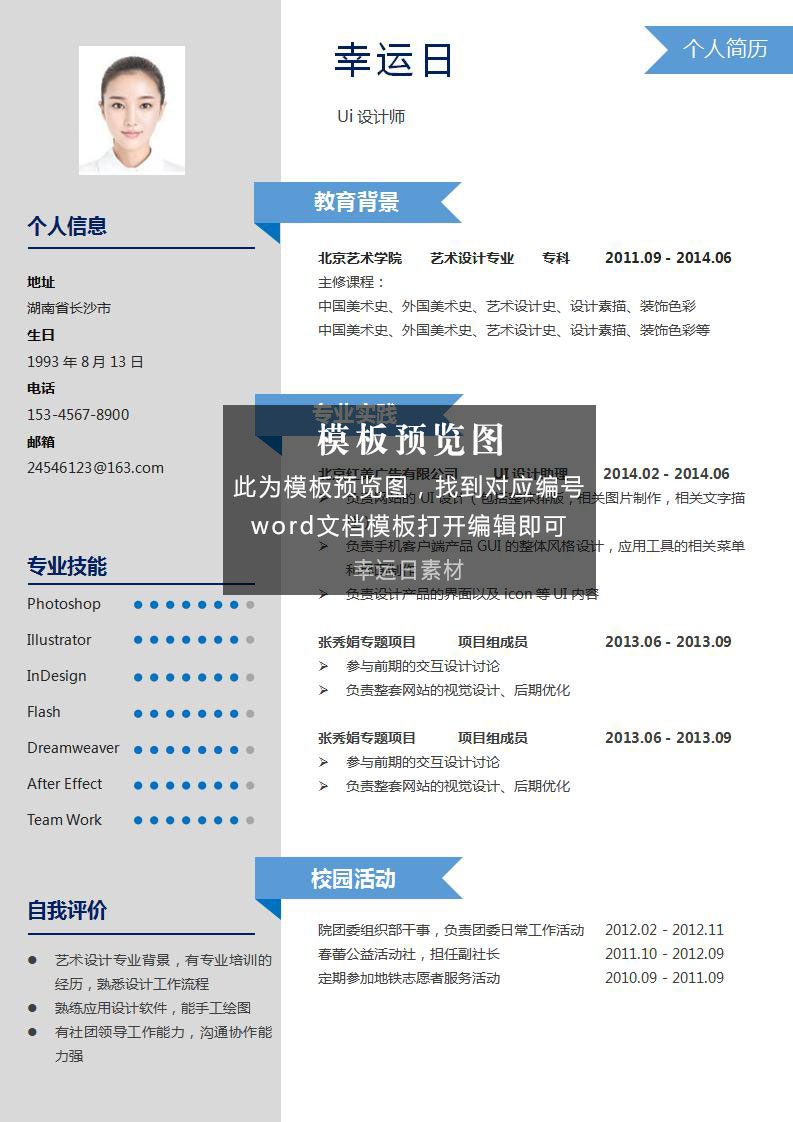 幸运日
个人简历
Ui 设计师
个人信息
地址
湖南省长沙市
生日
1993 年 8 月 13 日
电话
153-4567-8900
邮箱
24546123@163.com
专业技能
Photoshop
Illustrator
InDesign
Flash
Dreamweaver
After Effect
Team Work
自我评价
● 艺术设计专业背景，有专业培训的
经历，熟悉设计工作流程
● 熟练应用设计软件，能手工绘图
● 有社团领导工作能力，沟通协作能
力强
教育背景
北京艺术学院 艺术设计专业 专科 2011.09 - 2014.06
主修课程：
中国美术史、外国美术史、艺术设计史、设计素描、装饰色彩
中国美术史、外国美术史、艺术设计史、设计素描、装饰色彩等
专业实践
模板预览图
北京红美广告有限公司 UI 设计助理 2014.02 - 2014.06
此为模板预览图，找到对应编号
➢ 负责网站的 UI 设计（包括整体排版，相关图片制作，相关文字描
word文档模板打开编辑即可
➢ 负责手机客户端产品 GUI 的整体风格设计，应用工具的相关菜单
幸运日素材
➢ 负责设计产品的界面以及 icon 等 UI 内容
张秀娟专题项目 项目组成员 2013.06 - 2013.09
➢ 参与前期的交互设计讨论
➢ 负责整套网站的视觉设计、后期优化
张秀娟专题项目 项目组成员 2013.06 - 2013.09
➢ 参与前期的交互设计讨论
➢ 负责整套网站的视觉设计、后期优化
校园活动
院团委组织部干事，负责团委日常工作活动 2012.02 - 2012.11
春蕾公益活动社，担任副社长 2011.10 - 2012.09
定期参加地铁志愿者服务活动 2010.09 - 2011.09